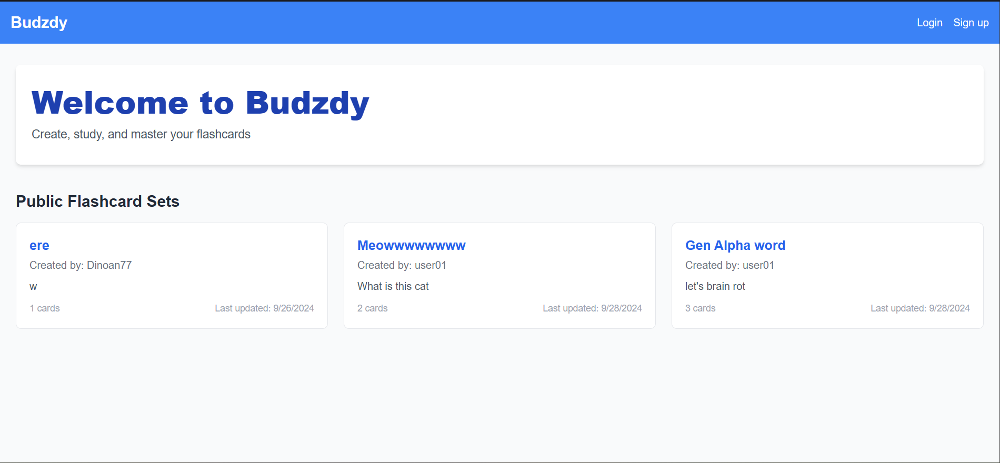 Budzdy
Login
Sign up
Welcome to Budzdy
Create, study, and master your flashcards
Public Flashcard Sets
ere
Created by: Dinoan77
w
1 cards
Last updated: 9/26/2024
Meowwwwwwww
Created by: user01
What is this cat
2 cards
Last updated: 9/28/2024
Gen Alpha word
Created by: user01
let's brain rot
3 cards
Last updated: 9/28/2024